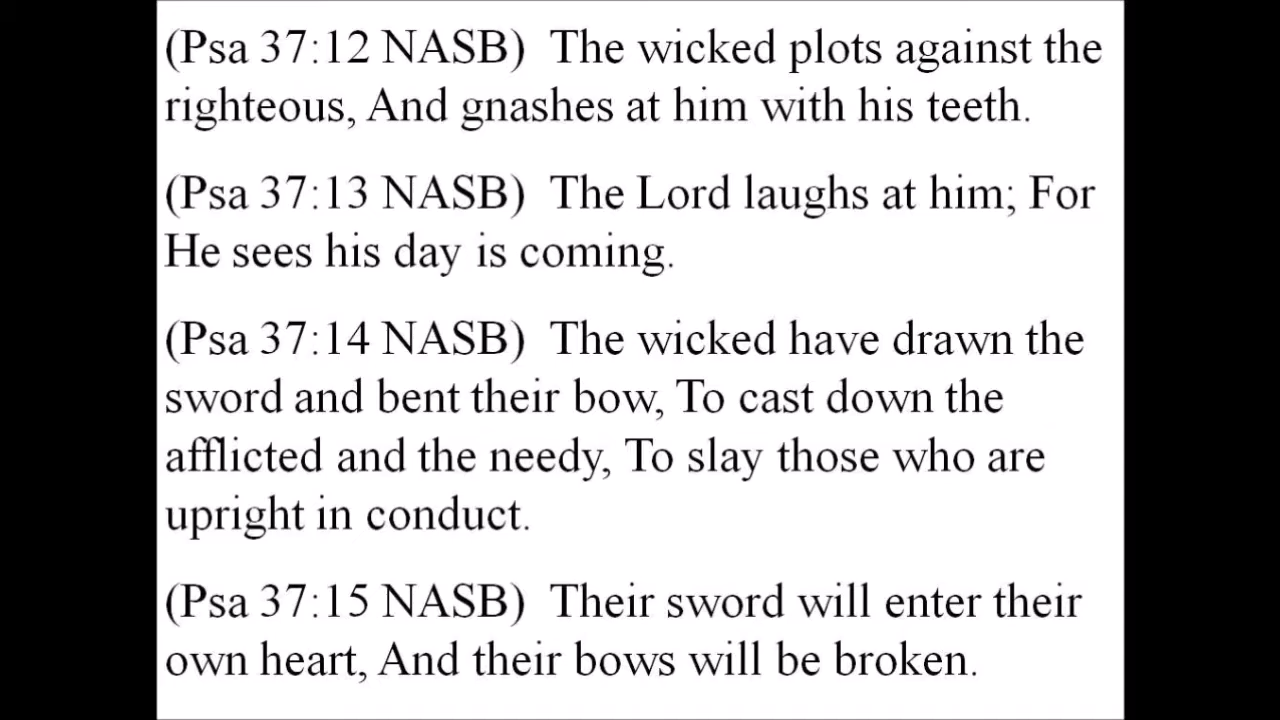 (Psa 37:12 NASB)  The wicked plots against the
righteous, And gnashes at him with his teeth.
(Psa 37:13 NASB)  The Lord laughs at him; For
He sees his day is coming.
(Psa 37:14 NASB)  The wicked have drawn the
sword and bent their bow, To cast down the
afflicted and the needy, To slay those who are
upright in conduct.
(Psa 37:15 NASB)  Their sword will enter their
own heart, And their bows will be broken.